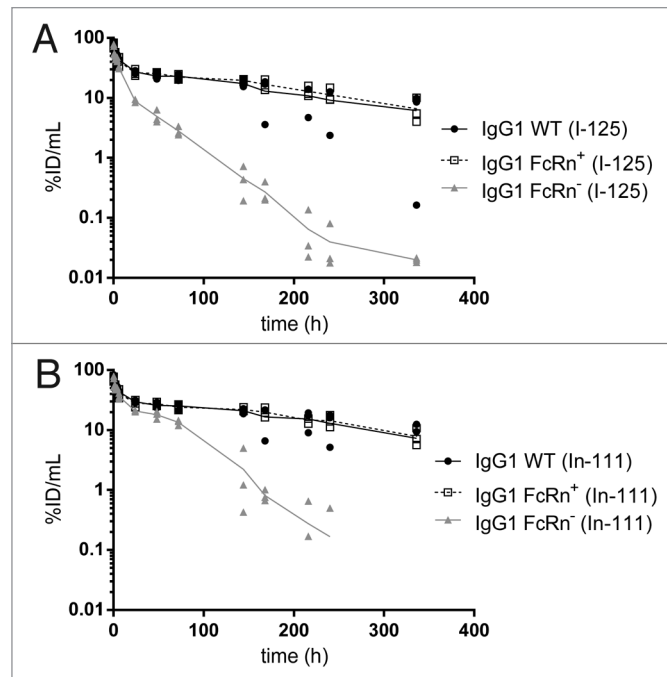 A
100
10
1
0.1
0.01
%ID/mL
0
100
200
300
400
time (h)
IgG1 WT (I-125)
IgG1 FcRn⁺ (I-125)
IgG1 FcRn⁻ (I-125)
B
100
10
1
0.1
0.01
%ID/mL
0
100
200
300
400
time (h)
IgG1 WT (In-111)
IgG1 FcRn⁺ (In-111)
IgG1 FcRn⁻ (In-111)